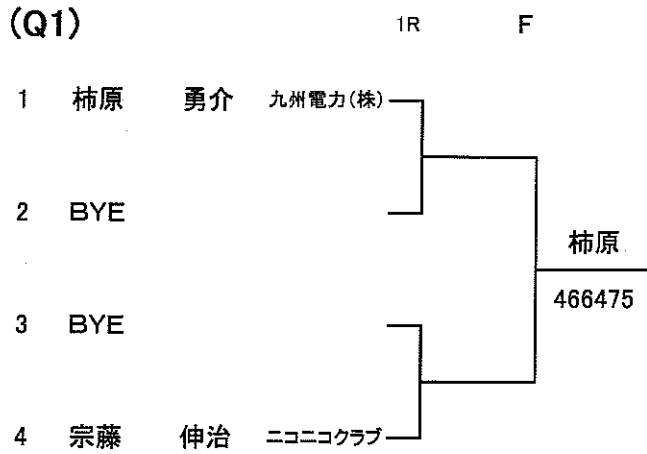 (Q1) 1R F
1 柿原 勇介 九州電力(株)
2 BYE
柿原
466475
3 BYE
4 宗藤 伸治 ニコニコクラブ